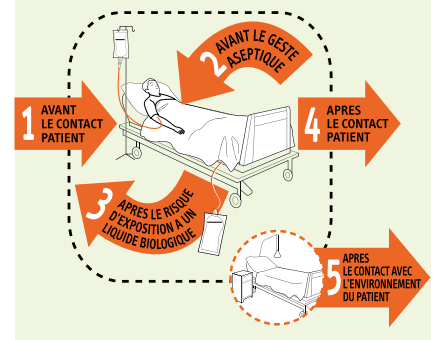 1
AVANT
LE CONTACT
PATIENT
2
AVANT LE GESTE
ASEPTIQUE
3
APRES LE RISQUE
D'EXPOSITION A UN
LIQUIDE BIOLOGIQUE
4
APRES
LE CONTACT
PATIENT
5
APRES
LE CONTACT AVEC
L'ENVIRONNEMENT
DU PATIENT